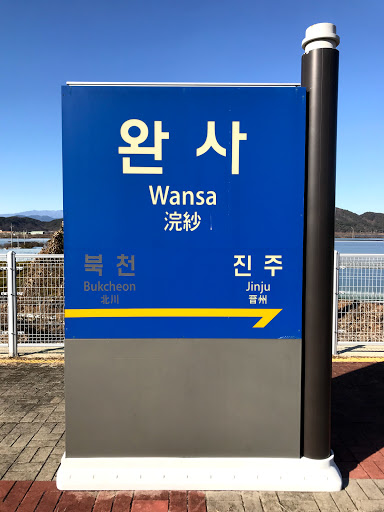 완사
Wansa
浣紗
북천 진주
Bukcheon Jinju
北川 晋州